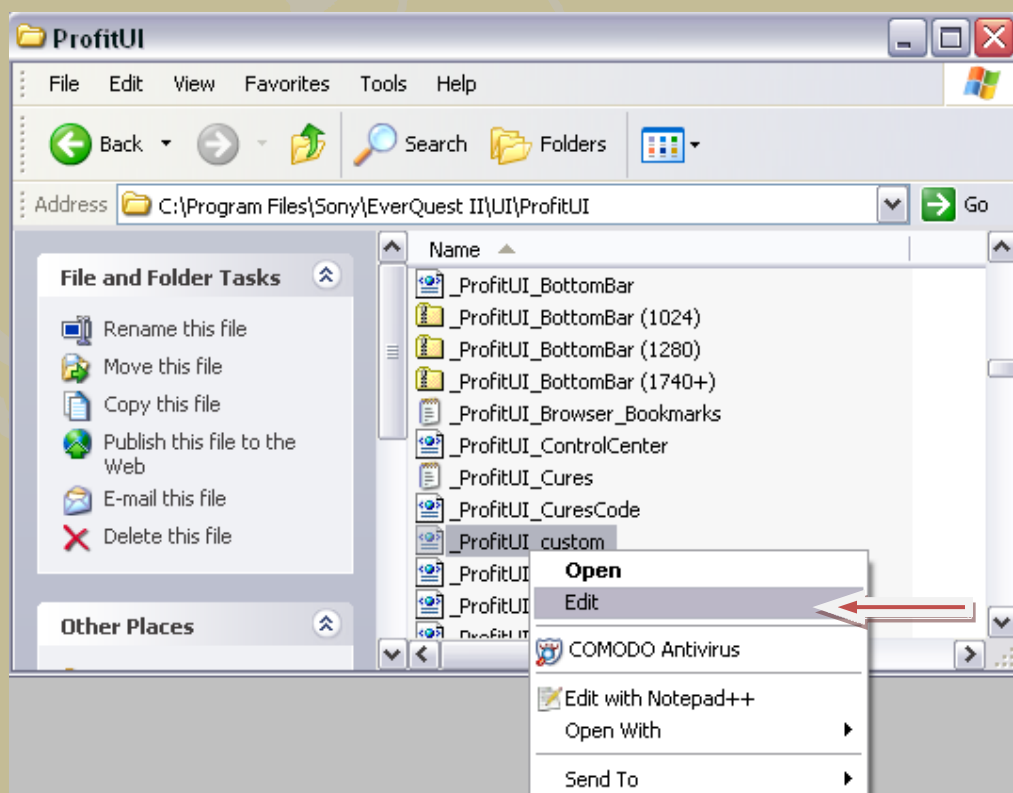 ProfitUI
File Edit View Favorites Tools Help
Back Search Folders
Address C:\Program Files\Sony\EverQuest II\UI\ProfitUI Go
Name
File and Folder Tasks
Rename this file
Move this file
Copy this file
Publish this file to the
Web
E-mail this file
Delete this file
Other Places
_ProfitUI_BottomBar
_ProfitUI_BottomBar (1024)
_ProfitUI_BottomBar (1280)
_ProfitUI_BottomBar (1740+)
_ProfitUI_Browser_Bookmarks
_ProfitUI_ControlCenter
_ProfitUI_Cures
_ProfitUI_CuresCode
_ProfitUI_custom
_ProfitUI
_ProfitUI
_ProfitUI
Open
Edit
COMODO Antivirus
Edit with Notepad++
Open With
Send To